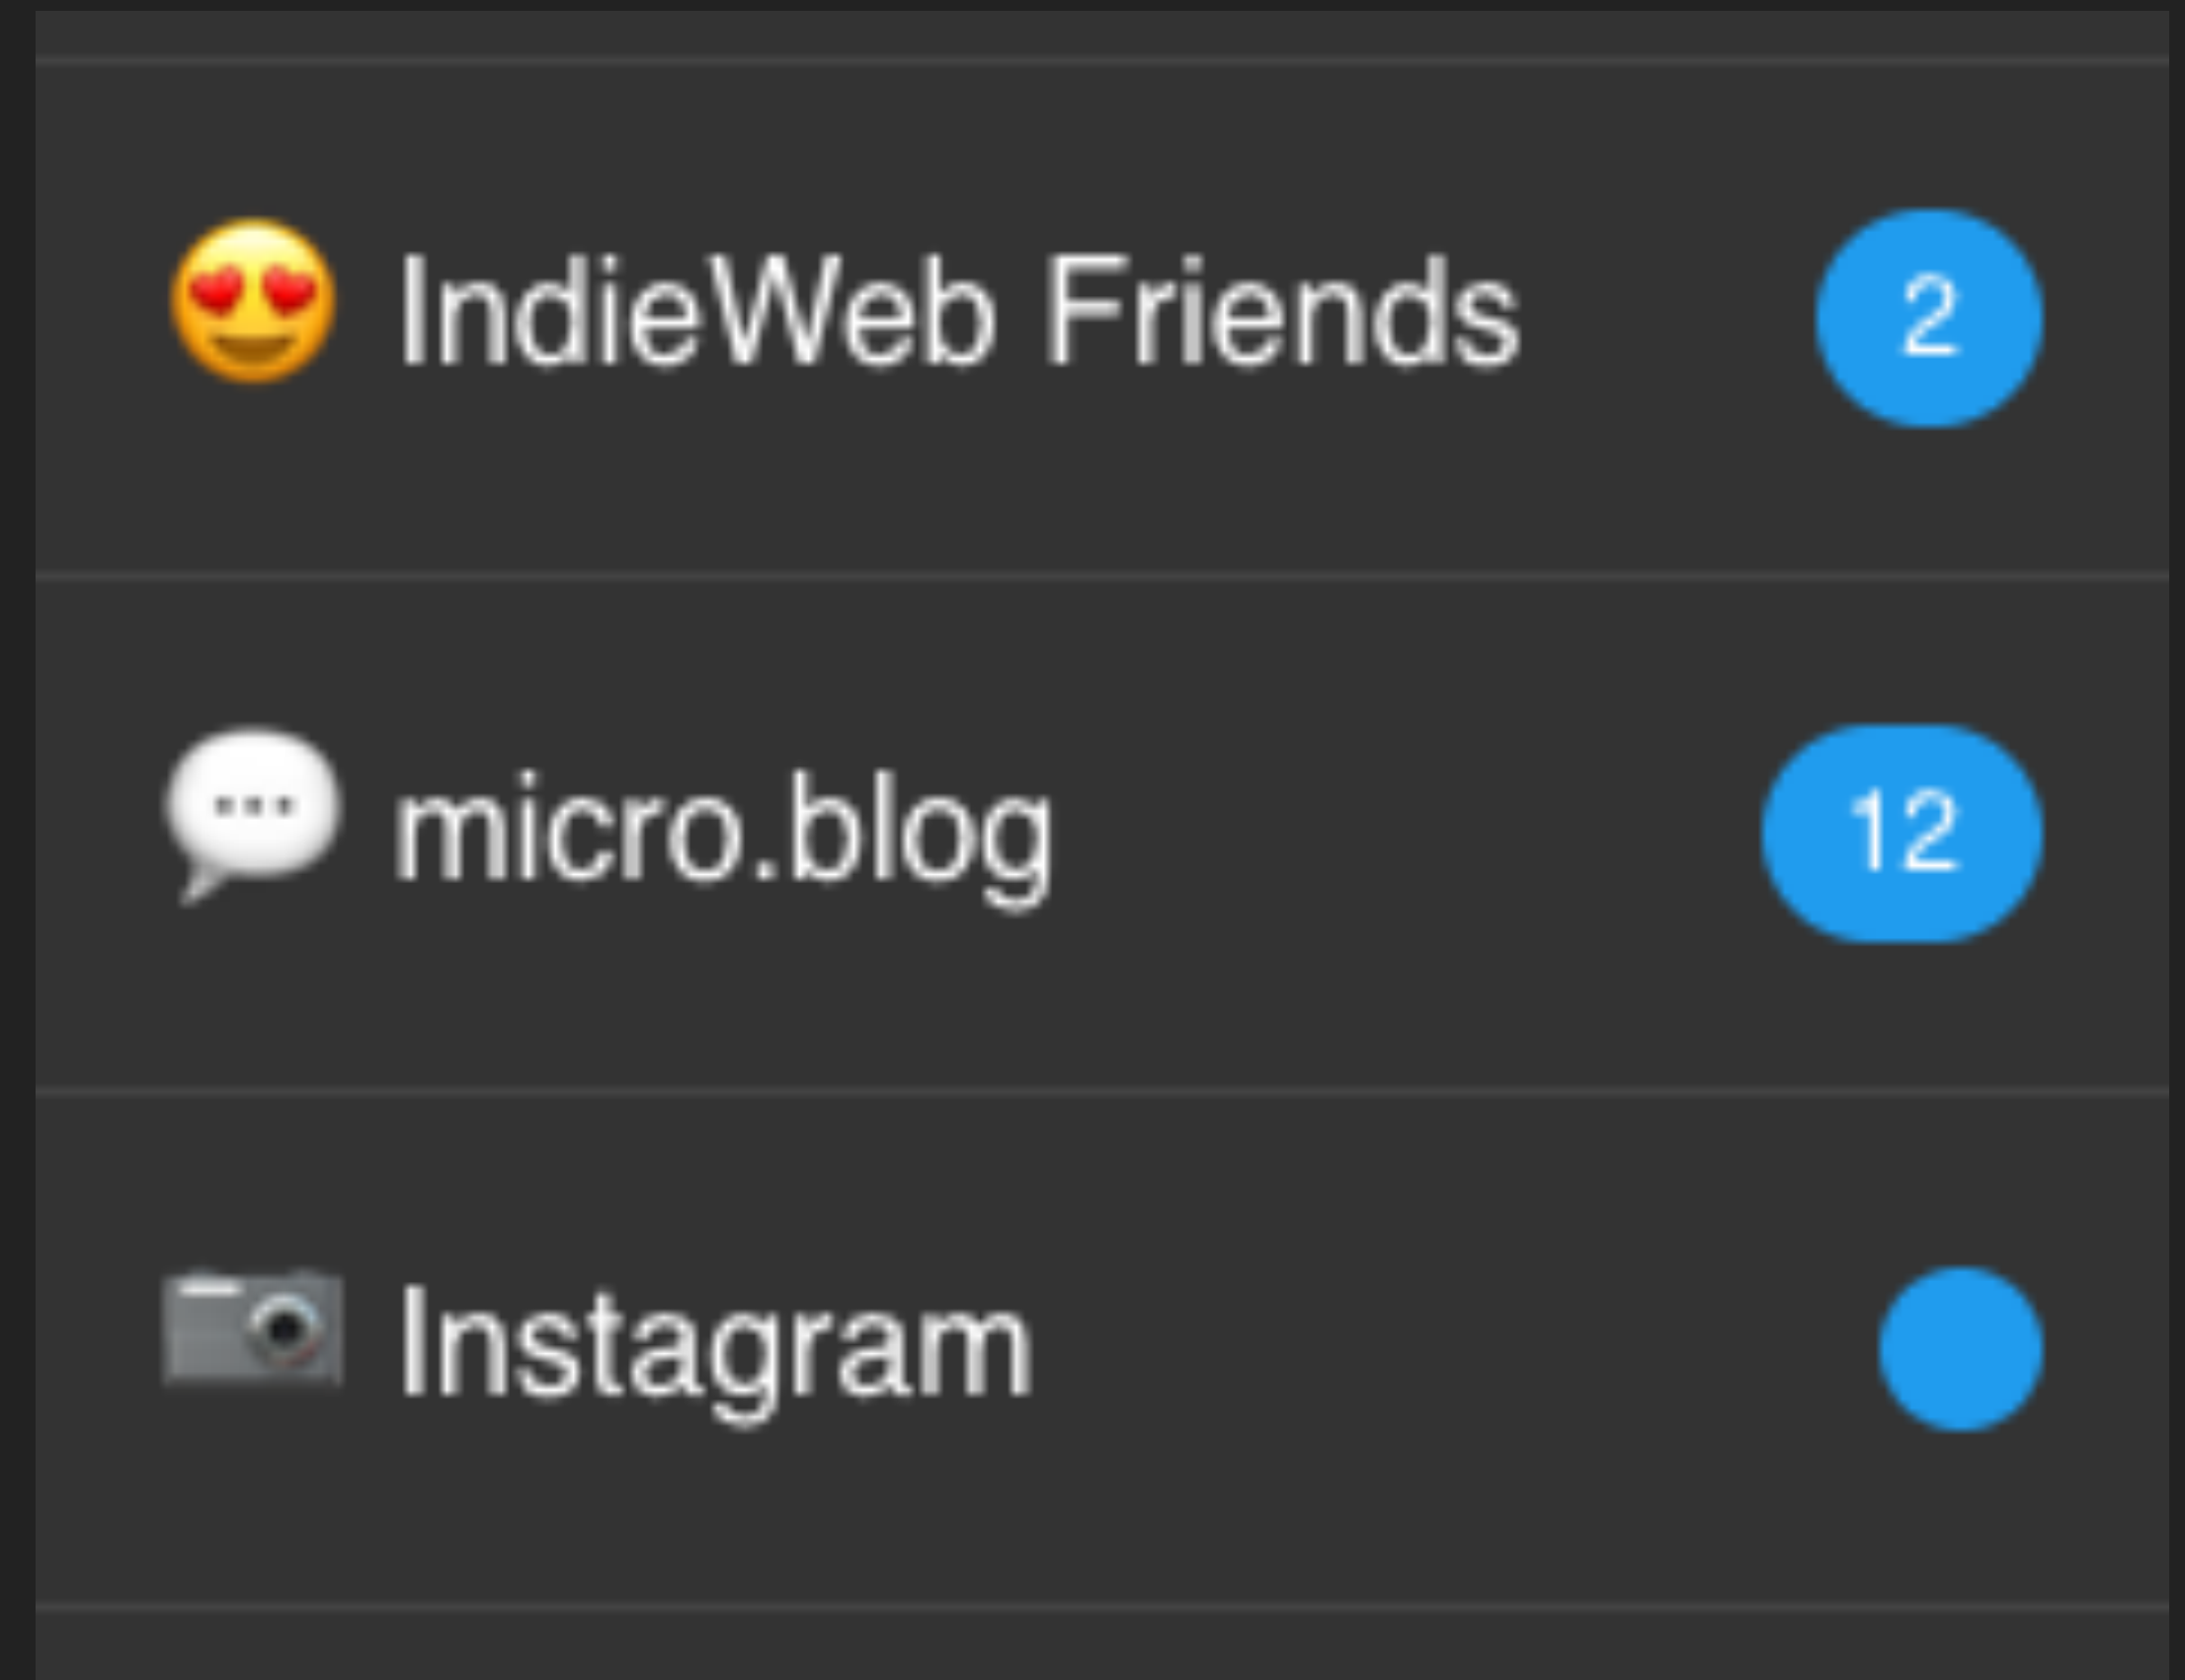 😍 IndieWeb Friends 2
💬 micro.blog 12
📷 Instagram